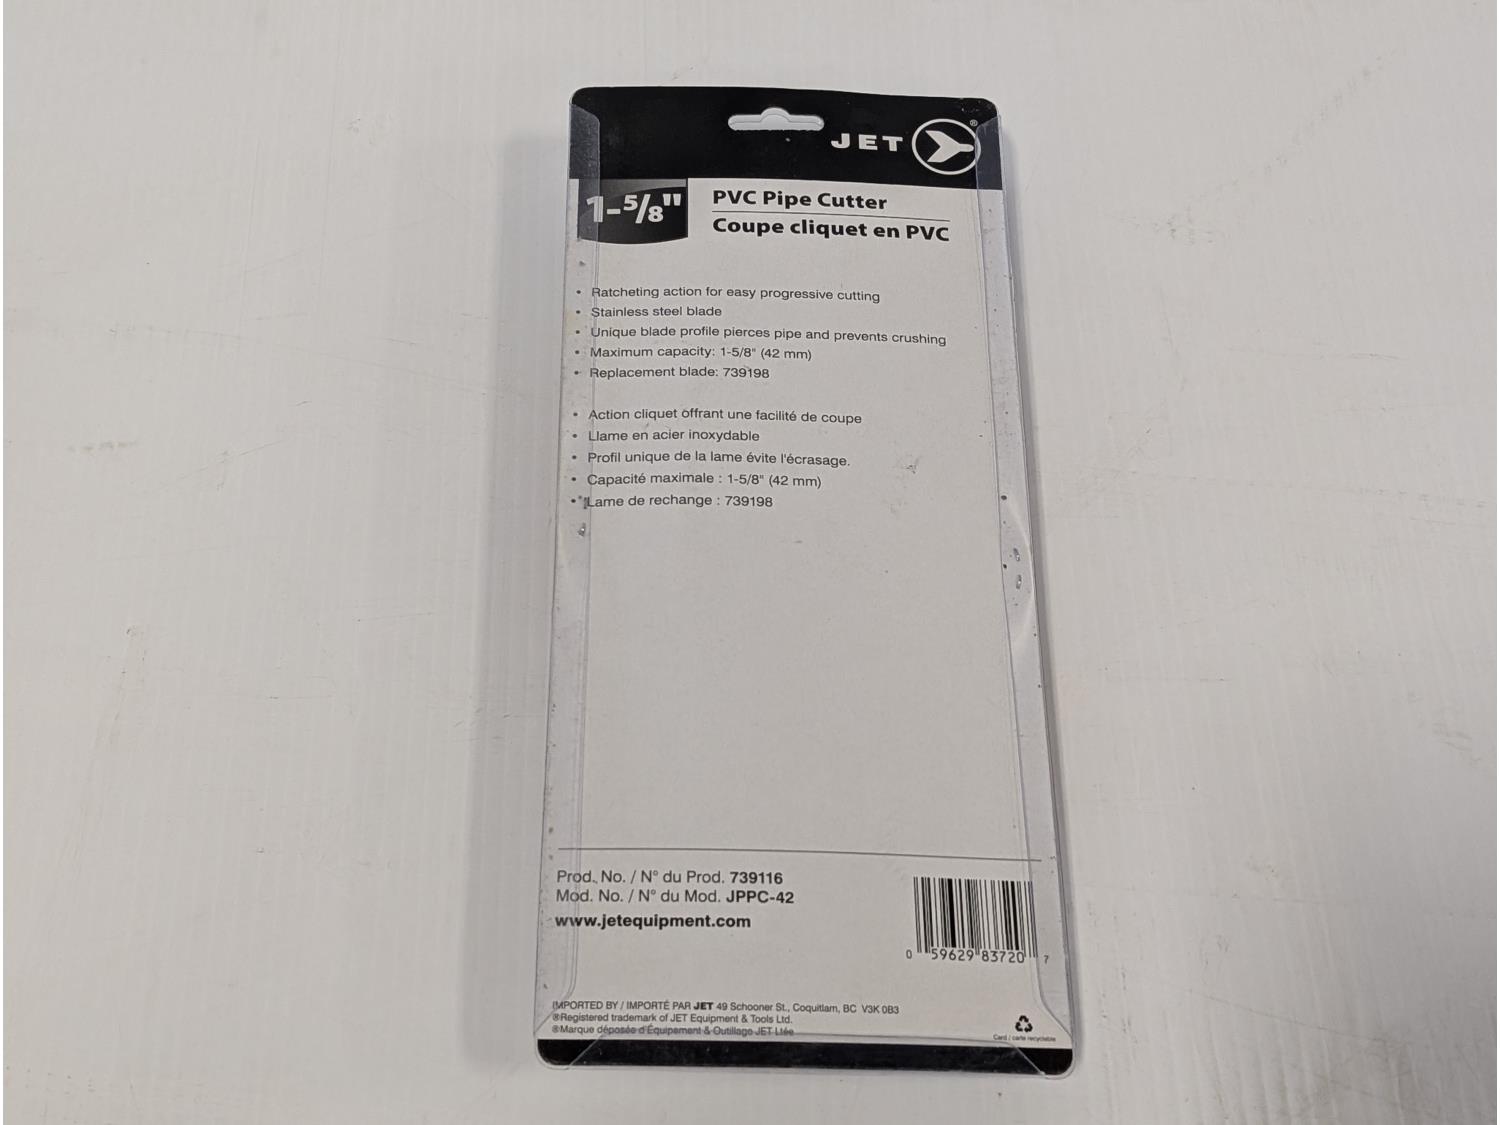 JET ®
1-5/8"
PVC Pipe Cutter
Coupe cliquet en PVC
• Ratcheting action for easy progressive cutting
• Stainless steel blade
• Unique blade profile pierces pipe and prevents crushing
• Maximum capacity: 1-5/8" (42 mm)
• Replacement blade: 739198
• Action cliquet offrant une facilité de coupe
• Llame en acier inoxydable
• Profil unique de la lame évite l'écrasage.
• Capacité maximale : 1-5/8" (42 mm)
• Lame de rechange : 739198
Prod. No. / N° du Prod. 739116
Mod. No. / N° du Mod. JPPC-42
www.jetequipment.com
0 59629 83720 7
IMPORTED BY / IMPORTÉ PAR JET 49 Schooner St., Coquitlam, BC V3K 0B3
®Registered trademark of JET Equipment & Tools Ltd.
®Marque déposée d'Équipement & Outillage JET Ltée
Card / carte recyclable